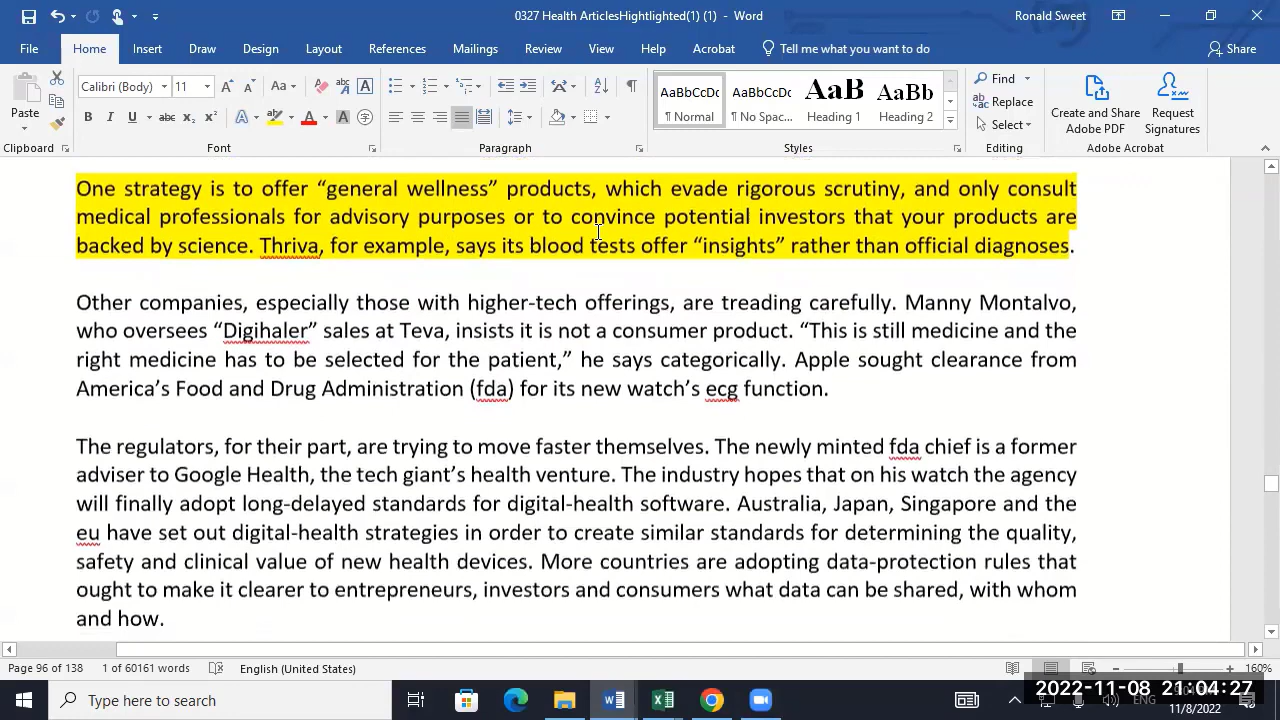 0327 Health ArticlesHightlighted(1) (1) - Word
Ronald Sweet
File Home Insert Draw Design Layout References Mailings Review View Help Acrobat Tell me what you want to do Share
Paste
Calibri (Body) 11
B I U abc x₂ x²
AaBbCcDc AaBbCcDc AaB AaBb
¶ Normal ¶ No Spac... Heading 1 Heading 2
Find
Replace
Select
Create and Share
Adobe PDF
Request
Signatures
Clipboard Font Paragraph Styles Editing Adobe Acrobat
One strategy is to offer “general wellness” products, which evade rigorous scrutiny, and only consult
medical professionals for advisory purposes or to convince potential investors that your products are
backed by science. Thriva, for example, says its blood tests offer “insights” rather than official diagnoses.
Other companies, especially those with higher-tech offerings, are treading carefully. Manny Montalvo,
who oversees “Digihaler” sales at Teva, insists it is not a consumer product. “This is still medicine and the
right medicine has to be selected for the patient,” he says categorically. Apple sought clearance from
America’s Food and Drug Administration (fda) for its new watch’s ecg function.
The regulators, for their part, are trying to move faster themselves. The newly minted fda chief is a former
adviser to Google Health, the tech giant’s health venture. The industry hopes that on his watch the agency
will finally adopt long-delayed standards for digital-health software. Australia, Japan, Singapore and the
eu have set out digital-health strategies in order to create similar standards for determining the quality,
safety and clinical value of new health devices. More countries are adopting data-protection rules that
ought to make it clearer to entrepreneurs, investors and consumers what data can be shared, with whom
and how.
Page 96 of 138 1 of 60161 words English (United States) 160%
Type here to search
2022-11-08 21:04:27
ENG
11/8/2022